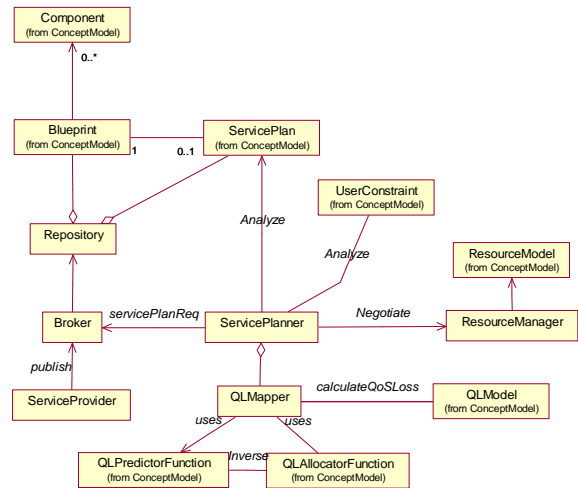 Component
(from ConceptModel)
0..*
Blueprint
(from ConceptModel)
1
0..1
ServicePlan
(from ConceptModel)
UserConstraint
(from ConceptModel)
Analyze
Analyze
Repository
ResourceModel
(from ConceptModel)
Broker
servicePlanReq
ServicePlanner
Negotiate
ResourceManager
publish
ServiceProvider
QLMapper
calculateQoSLoss
QLModel
(from ConceptModel)
uses
uses
QLPredictorFunction
(from ConceptModel)
Inverse
QLAllocatorFunction
(from ConceptModel)